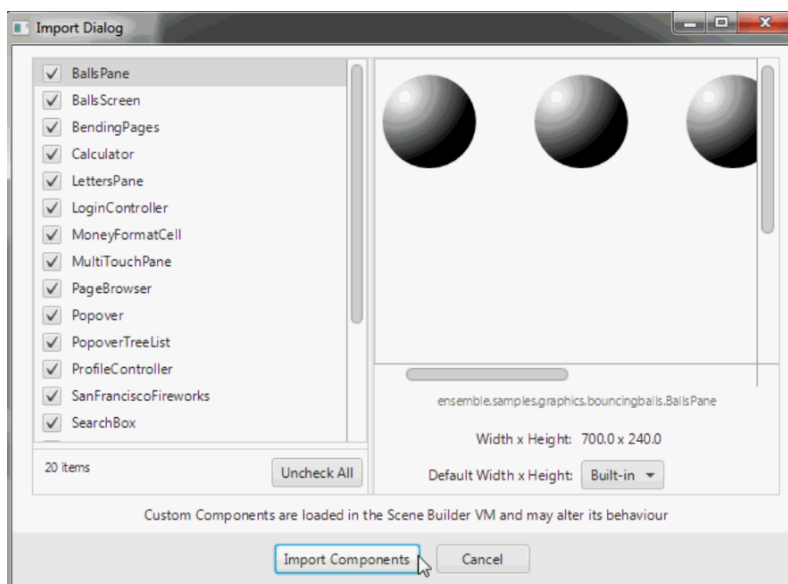 Import Dialog
BallsPane
BallsScreen
BendingPages
Calculator
LettersPane
LoginController
MoneyFormatCell
MultiTouchPane
PageBrowser
Popover
PopoverTreeList
ProfileController
SanFranciscoFireworks
SearchBox
20 items
Uncheck All
ensemble.samples.graphics.bouncingballs.BallsPane
Width x Height: 700.0 x 240.0
Default Width x Height: Built-in
Custom Components are loaded in the Scene Builder VM and may alter its behaviour
Import Components
Cancel